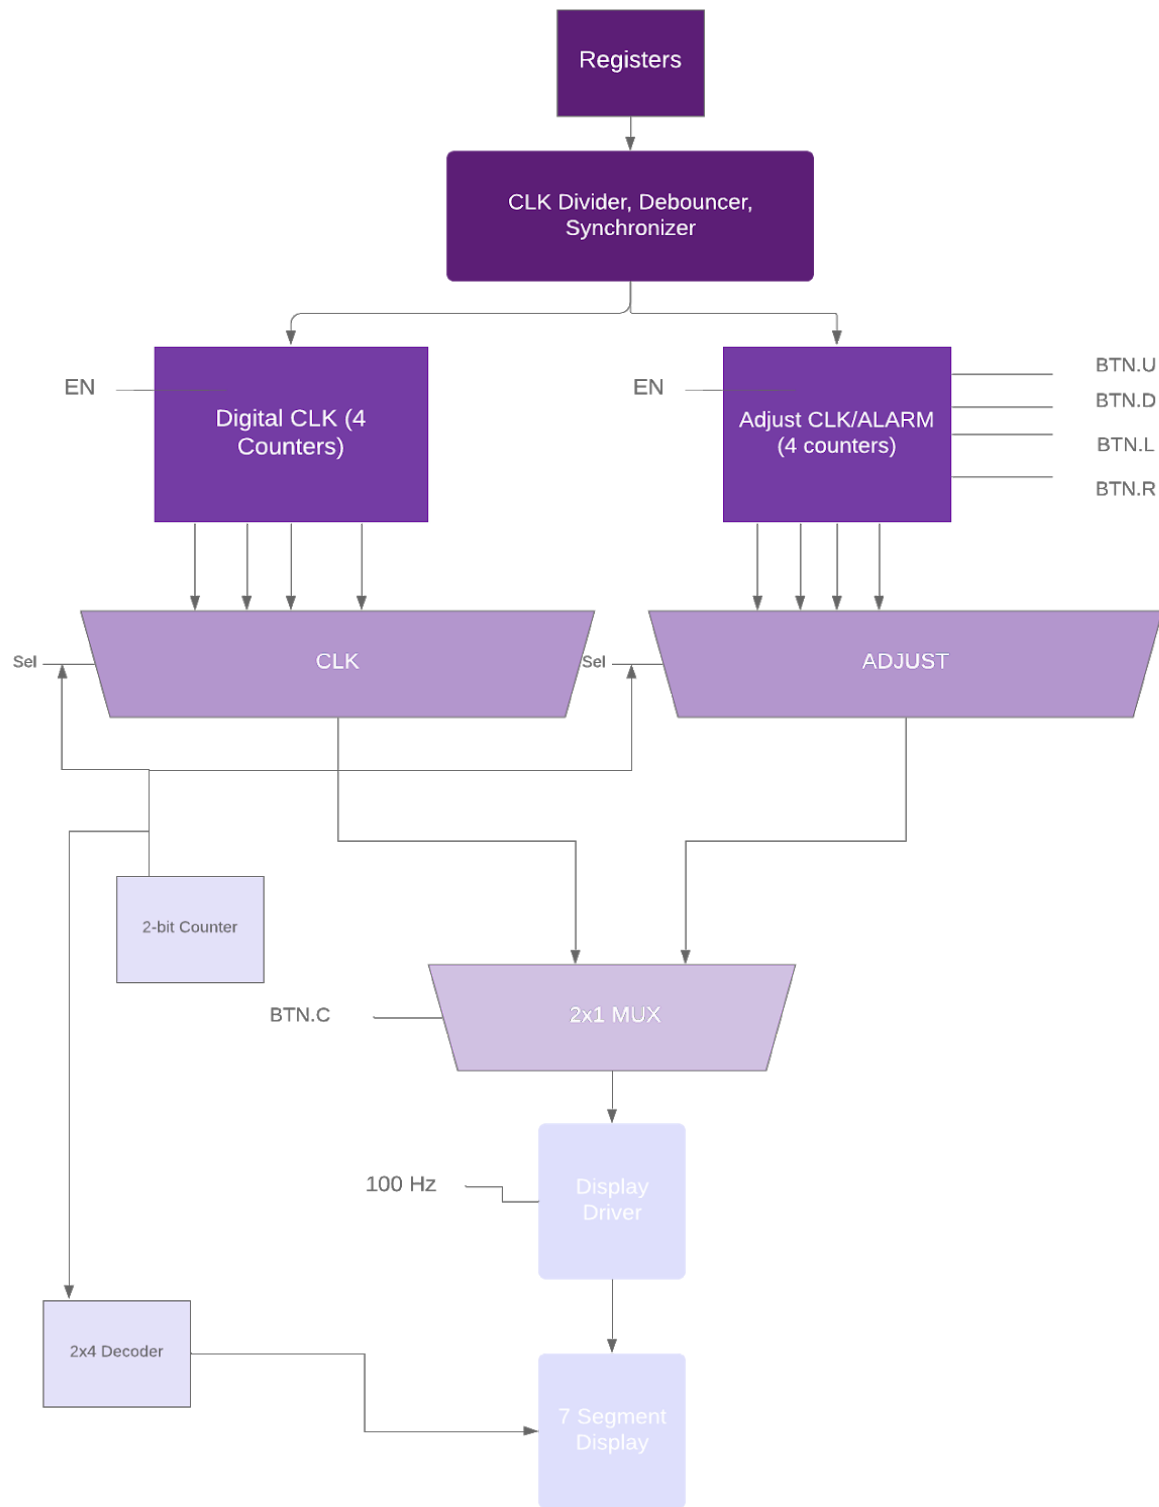 Registers
CLK Divider, Debouncer,
Synchronizer
EN
Digital CLK (4
Counters)
EN
Adjust CLK/ALARM
(4 counters)
BTN.U
BTN.D
BTN.L
BTN.R
Sel
CLK
Sel
ADJUST
2-bit Counter
BTN.C
2x1 MUX
100 Hz
Display
Driver
2x4 Decoder
7 Segment
Display